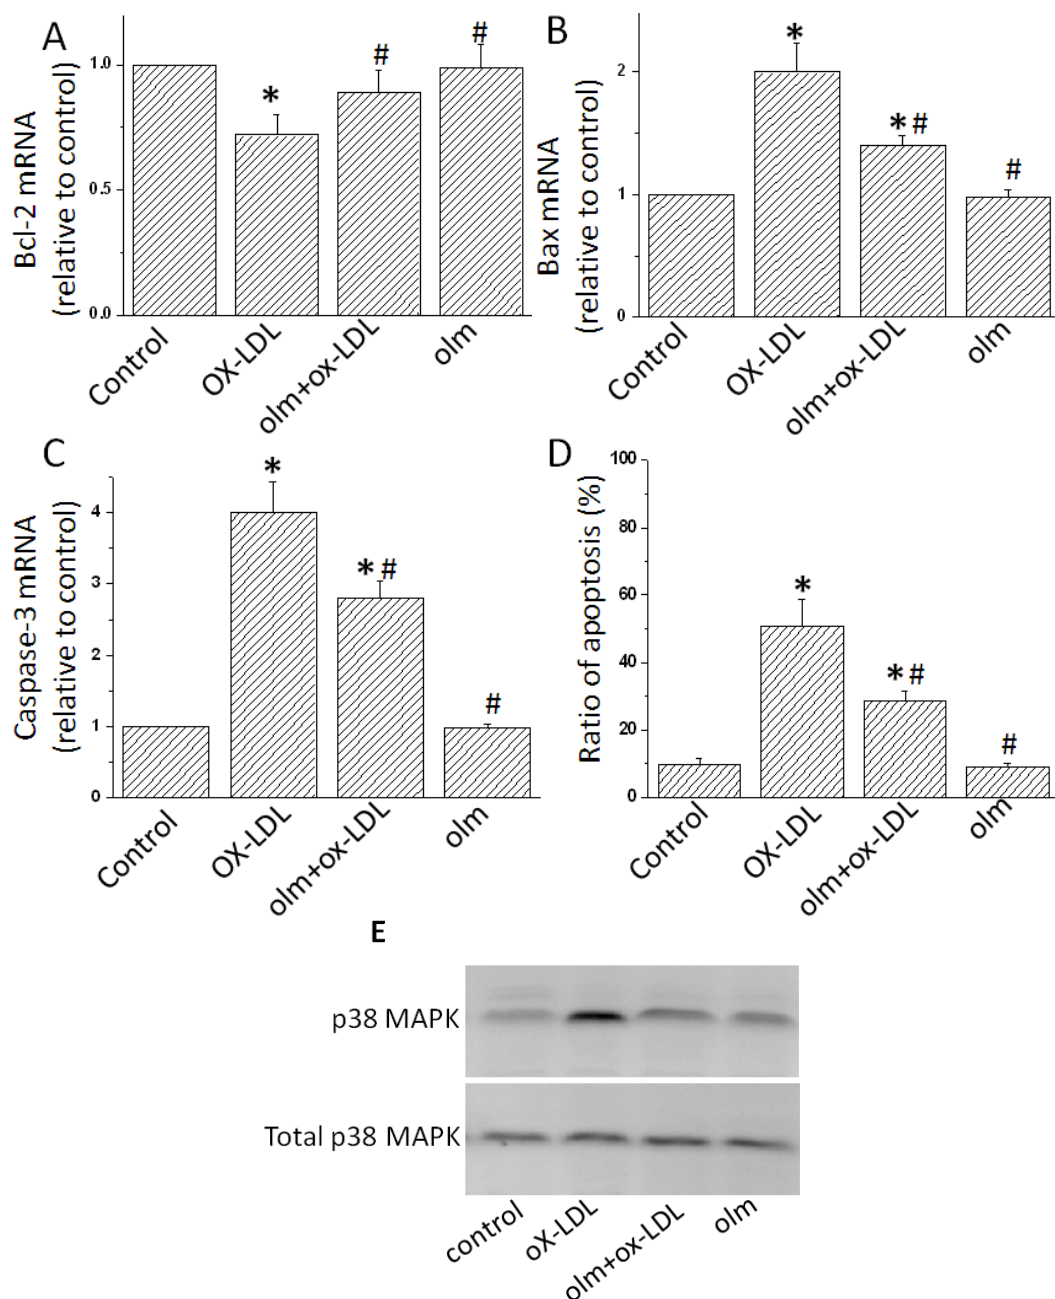 A
Bcl-2 mRNA
(relative to control)
1.0
0.5
0.0
*
#
#
Control
OX-LDL
olm+ox-LDL
olm
B
Bax mRNA
(relative to control)
2
1
0
*
*#
#
Control
OX-LDL
olm+ox-LDL
olm
C
Caspase-3 mRNA
(relative to control)
4
2
1
0
*
*#
#
Control
OX-LDL
olm+ox-LDL
olm
D
Ratio of apoptosis (%)
100
80
60
40
20
0
*
*#
#
Control
OX-LDL
olm+ox-LDL
olm
E
p38 MAPK
Total p38 MAPK
control
oX-LDL
olm+ox-LDL
olm